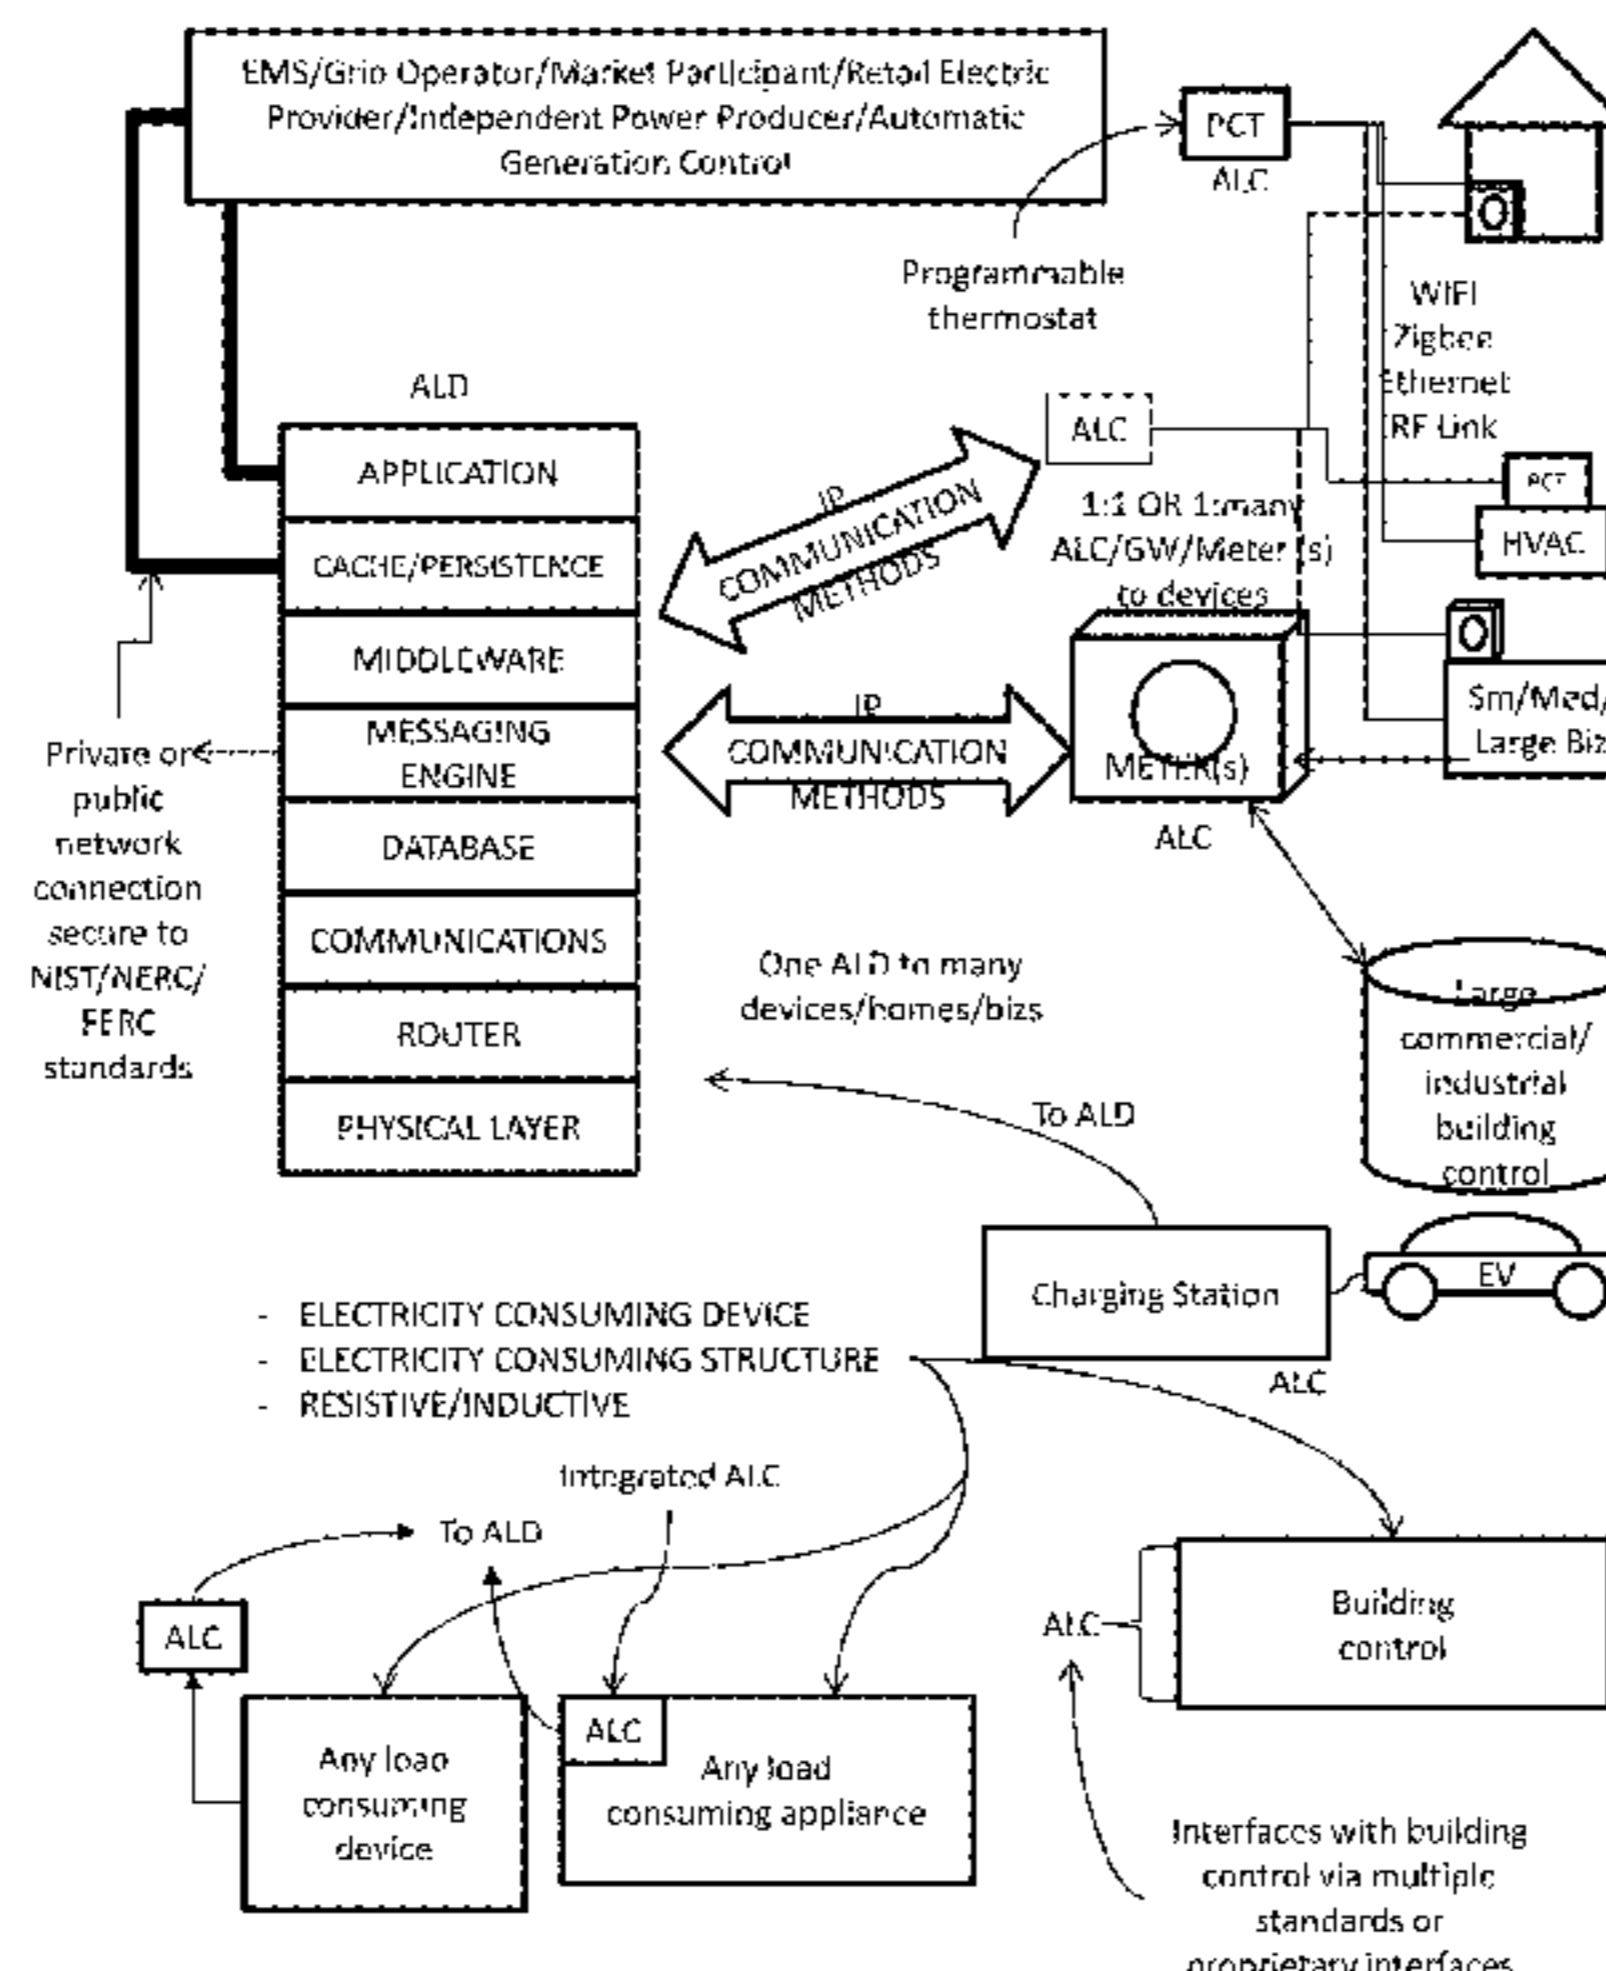 EMS/Grid Operator/Market Participant/Retail Electric
Provider/Independent Power Producer/Automatic
Generation Control
PCT
ALC
Programmable
thermostat
WIFI
Zigbee
Ethernet
RF Link
ALD
APPLICATION
CACHE/PERSISTENCE
MIDDLEWARE
MESSAGING
ENGINE
DATABASE
COMMUNICATIONS
ROUTER
PHYSICAL LAYER
IP
COMMUNICATION
METHODS
ALC
1:1 OR 1:many
ALC/GW/Meter (s)
to devices
PCT
HVAC
IP
COMMUNICATION
METHODS
METER(s)
ALC
Sm/Med/
Large Biz
Private or
public
network
connection
secure to
NIST/NERC/
FERC
standards
One ALD to many
devices/homes/bizs
To ALD
Large
commercial/
industrial
building
control
Charging Station
EV
ALC
- ELECTRICITY CONSUMING DEVICE
- ELECTRICITY CONSUMING STRUCTURE
- RESISTIVE/INDUCTIVE
Integrated ALC
To ALD
ALC
Any load
consuming
device
ALC
Any load
consuming appliance
ALC
Building
control
Interfaces with building
control via multiple
standards or
proprietary interfaces